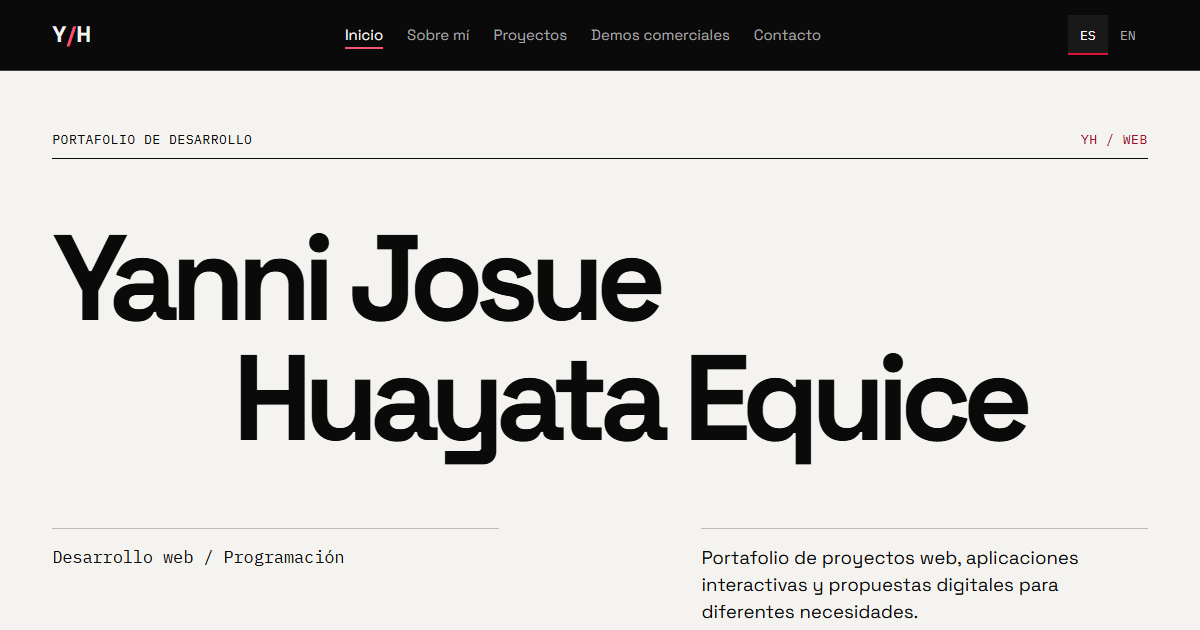 Y/H
Inicio Sobre mí Proyectos Demos comerciales Contacto
ES EN
PORTAFOLIO DE DESARROLLO
YH / WEB
Yanni Josue
Huayata Equice
Desarrollo web / Programación
Portafolio de proyectos web, aplicaciones
interactivas y propuestas digitales para
diferentes necesidades.